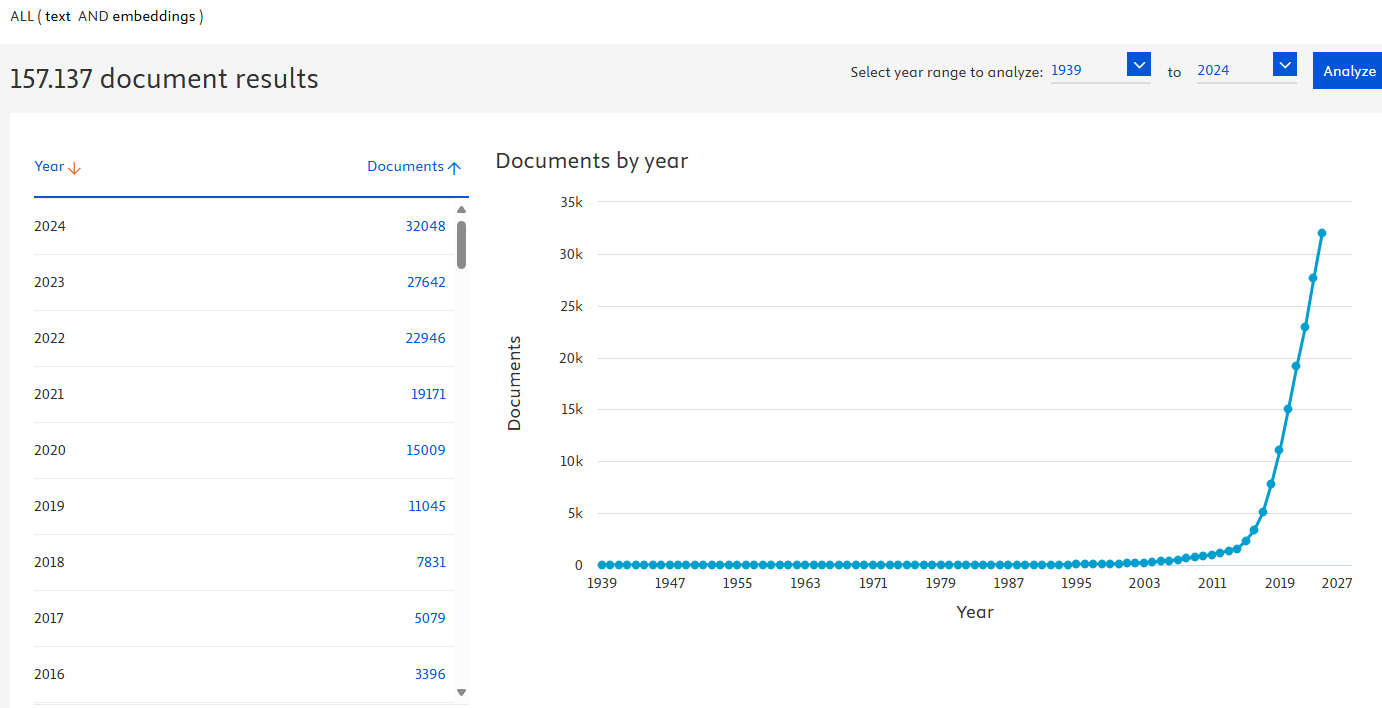 ALL ( text AND embeddings )
157.137 document results
Select year range to analyze: 1939 to 2024 Analyze
Year Documents
2024 32048
2023 27642
2022 22946
2021 19171
2020 15009
2019 11045
2018 7831
2017 5079
2016 3396
Documents by year
35k
30k
25k
20k
15k
10k
5k
0
Documents
1939 1947 1955 1963 1971 1979 1987 1995 2003 2011 2019 2027
Year